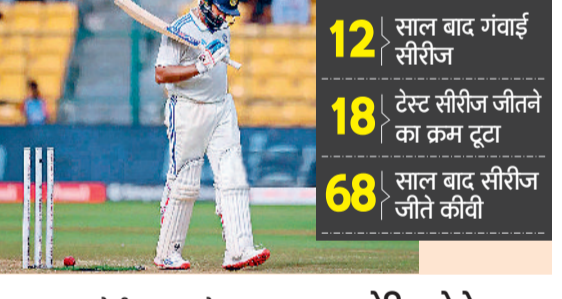 12 साल बाद गंवाई
सीरीज
18 टेस्ट सीरीज जीतने
का क्रम टूटा
68 साल बाद सीरीज
जीते कीवी